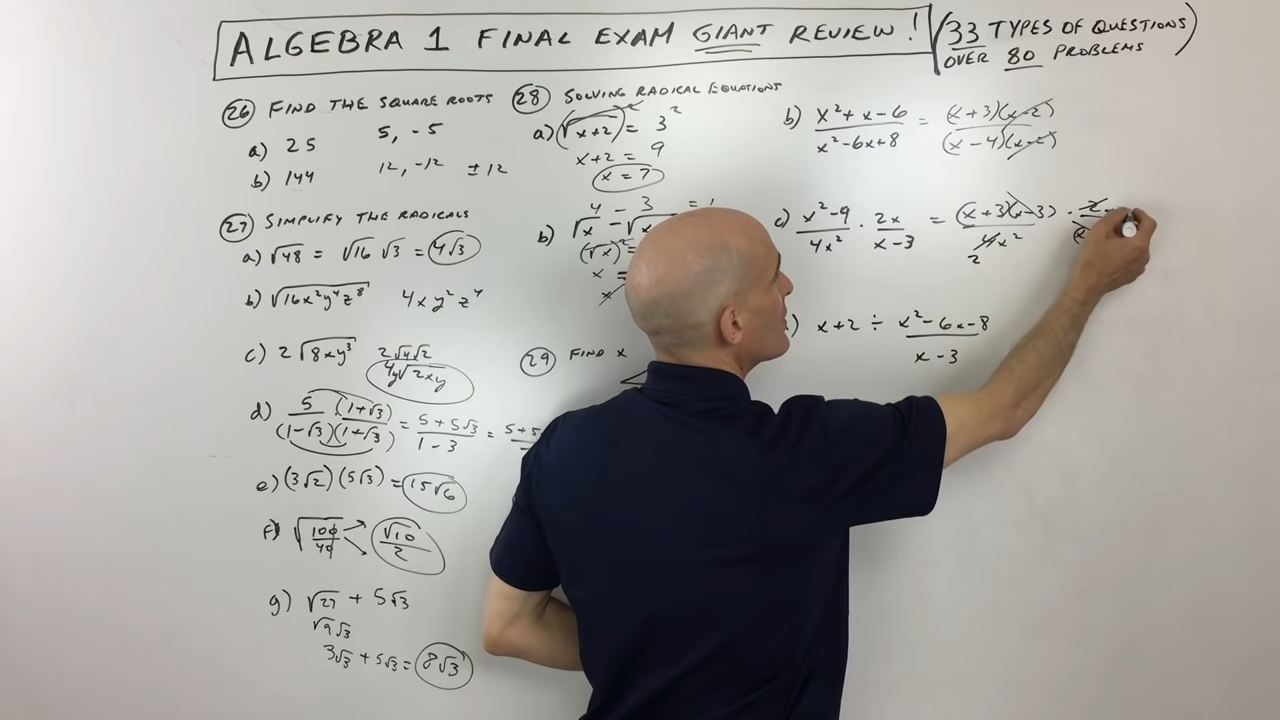 ALGEBRA 1 FINAL EXAM GIANT REVIEW! (33 TYPES OF QUESTIONS
OVER 80 PROBLEMS)
26 FIND THE SQUARE ROOTS
a) 25 5, -5
b) 144 12, -12 ±12
27 SIMPLIFY THE RADICALS
a) √48 = √16 √3 = 4√3
b) √16x²y⁴z⁸ 4xy²z⁴
c) 2√8xy³ 2√4√2
4y√2xy
d) 5/(1-√3) (1+√3)/(1+√3) = (5+5√3)/(1-3) = 5+5
e) (3√2)(5√3) = 15√6
f) √100/40 √10/2
g) √27 + 5√3
√9√3
3√3 + 5√3 = 8√3
28 SOLVING RADICAL EQUATIONS
a) (√x+2)² = 3²
x+2 = 9
x = 7
4 - 3 =
b) √x - √x
(√x)² =
x =
x
29 FIND X
b) (x²+x-6)/(x²-6x+8) = (x+3)(x-2)/(x-4)(x-2)
c) (x²-9)/4x² · 2x/(x-3) = (x+3)(x-3)/4x² · 2
2
) x+2 ÷ (x²-6x-8)/(x-3)